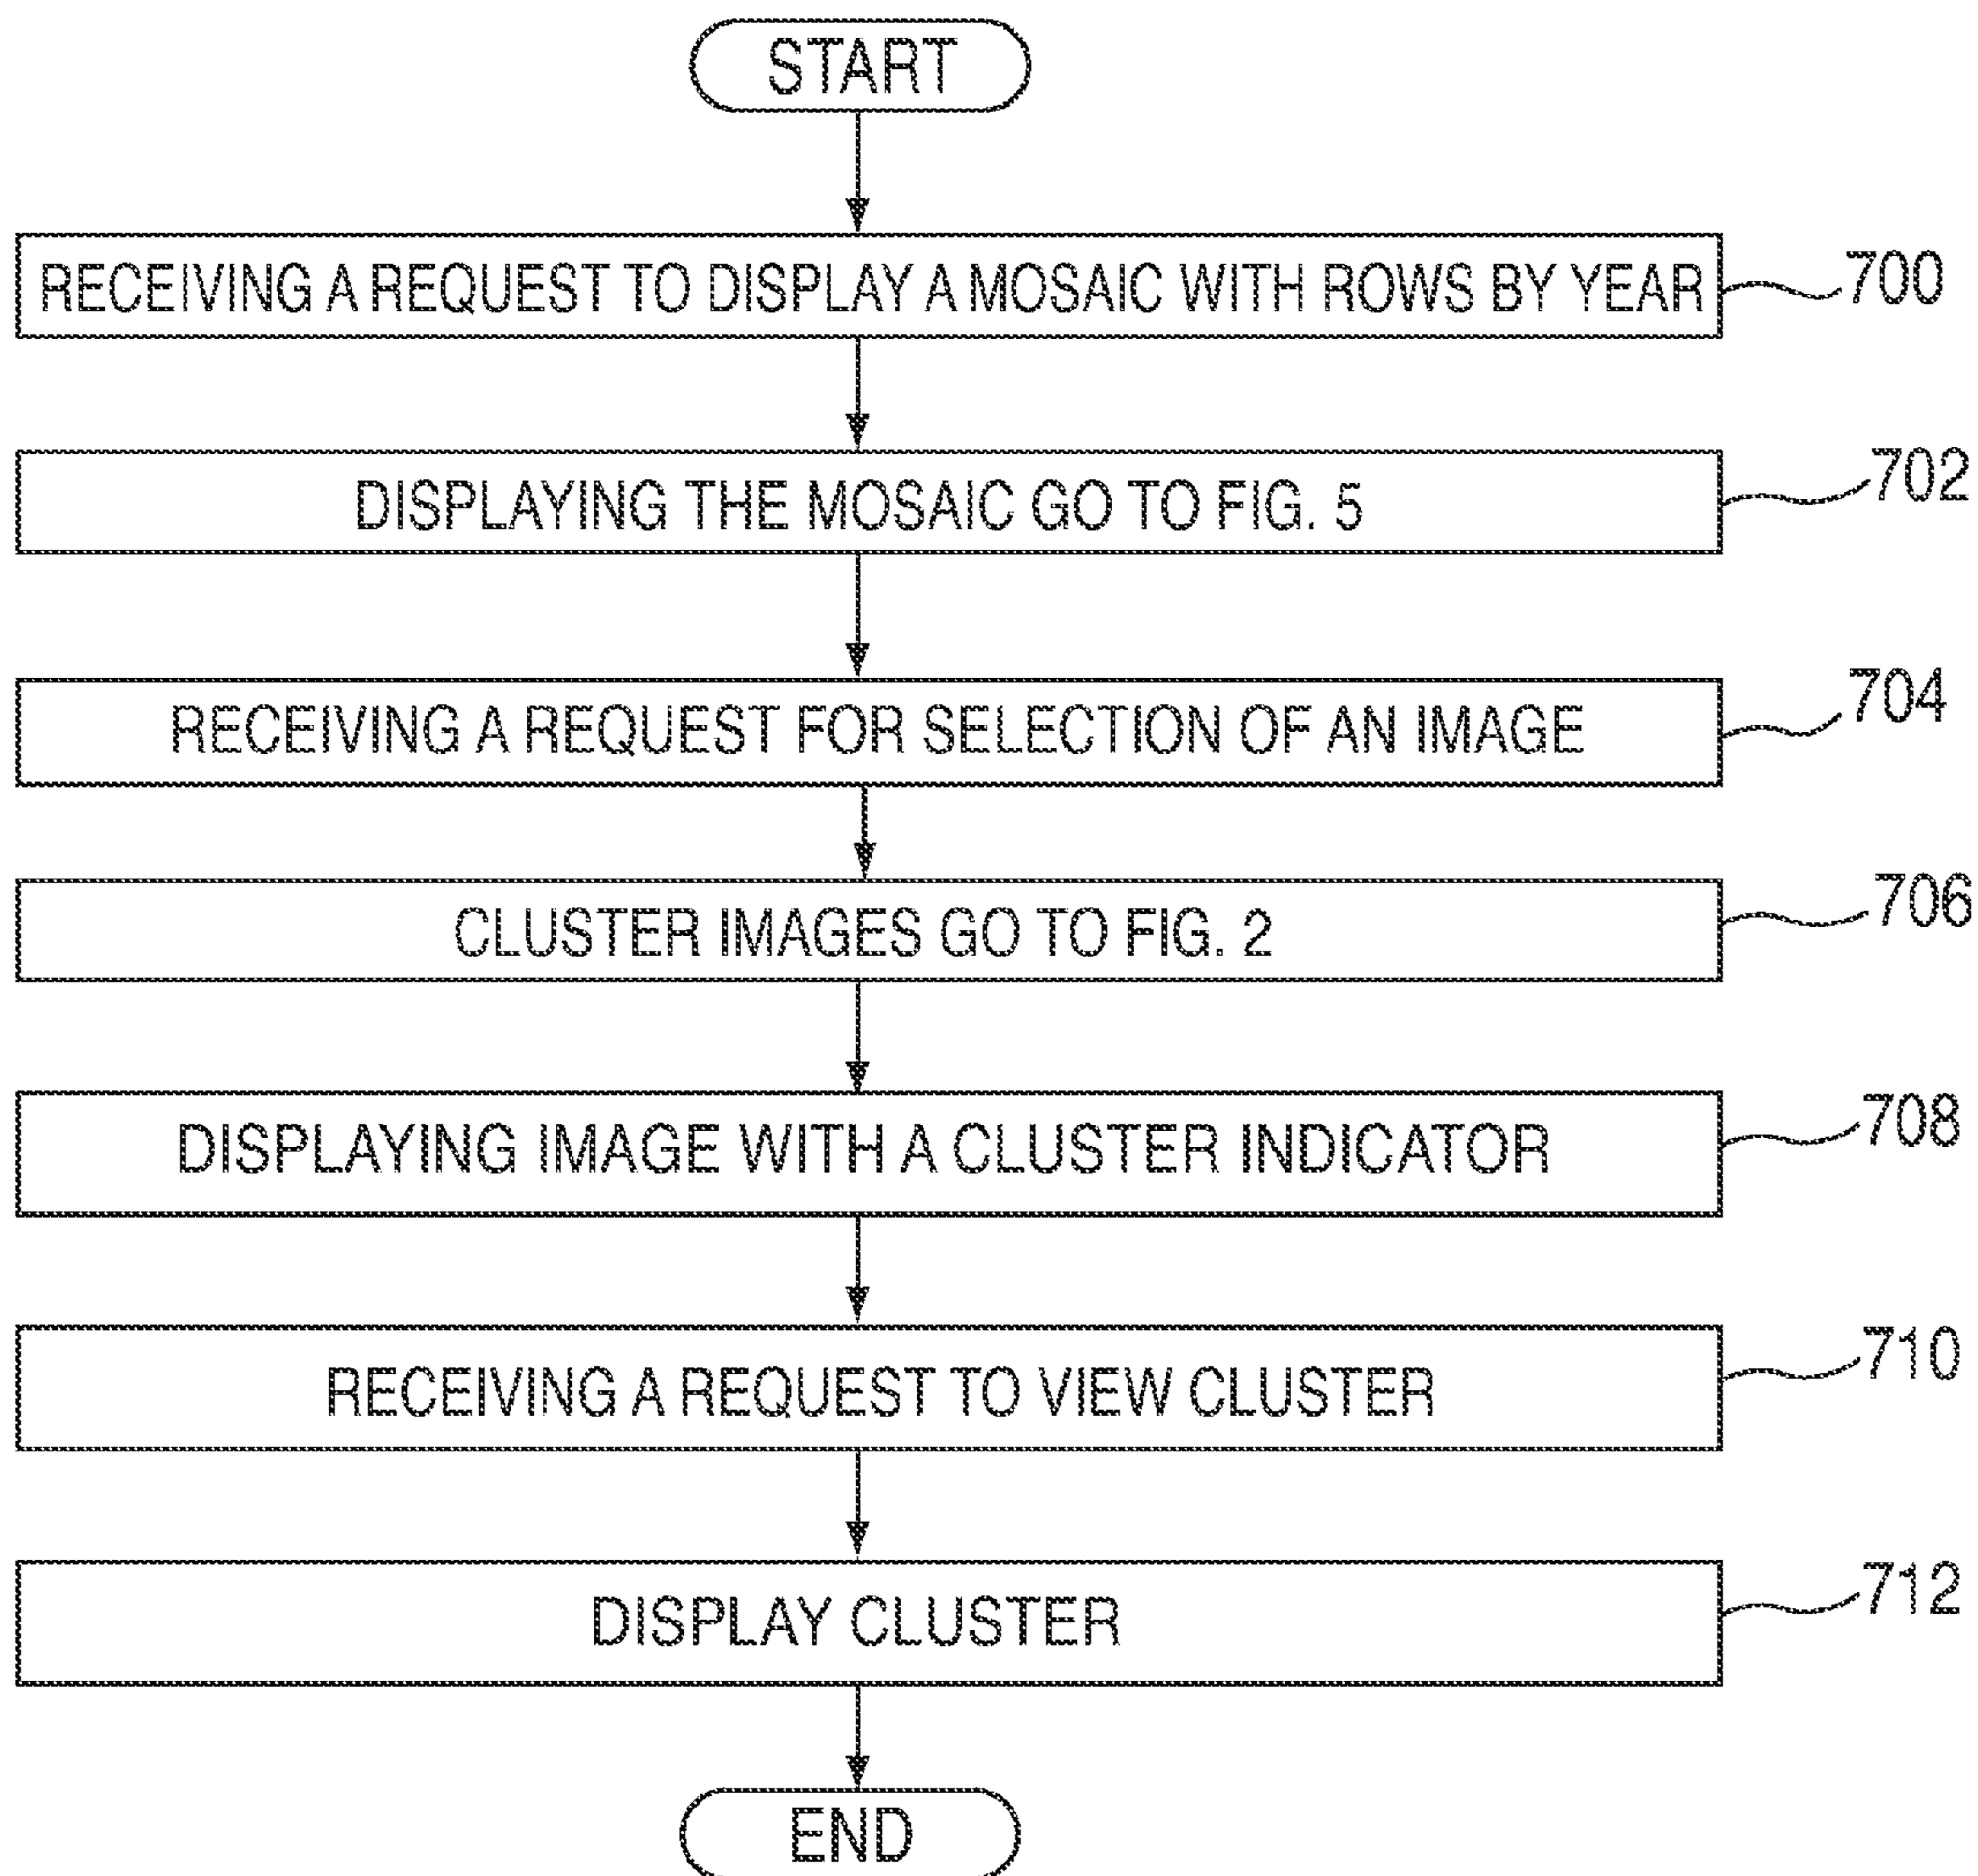 START
RECEIVING A REQUEST TO DISPLAY A MOSAIC WITH ROWS BY YEAR
700
DISPLAYING THE MOSAIC GO TO FIG. 5
702
RECEIVING A REQUEST FOR SELECTION OF AN IMAGE
704
CLUSTER IMAGES GO TO FIG. 2
706
DISPLAYING IMAGE WITH A CLUSTER INDICATOR
708
RECEIVING A REQUEST TO VIEW CLUSTER
710
DISPLAY CLUSTER
712
END